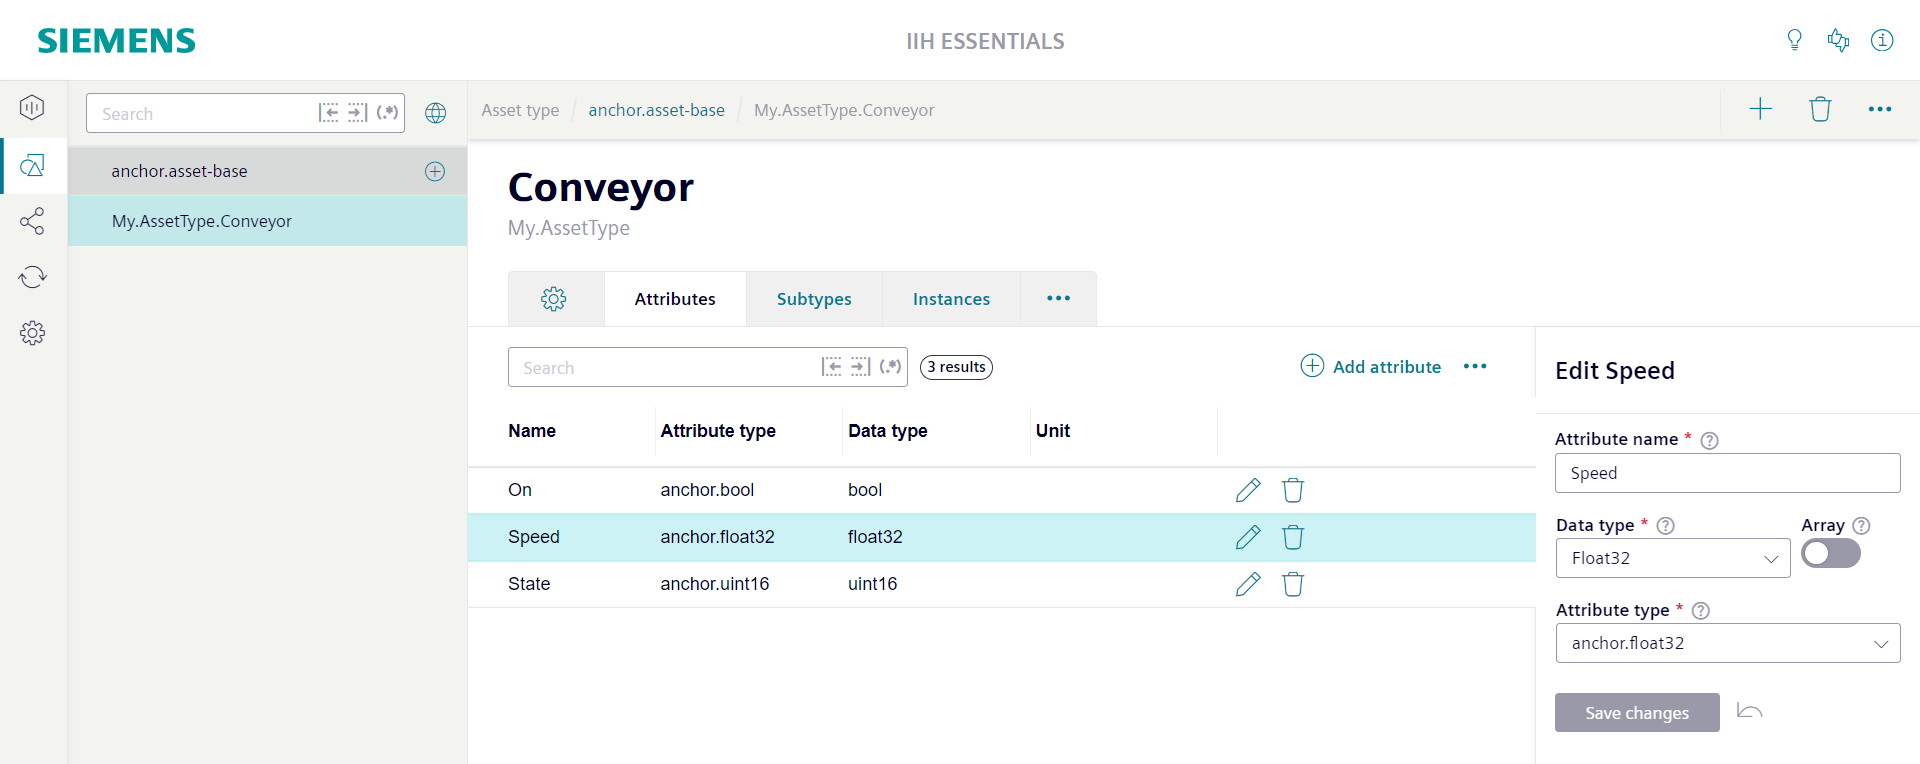 SIEMENS
IIH ESSENTIALS
Search
(.*)
Asset type / anchor.asset-base / My.AssetType.Conveyor
anchor.asset-base
My.AssetType.Conveyor
Conveyor
My.AssetType
Attributes Subtypes Instances
Search
(.*)
3 results
Add attribute
Name Attribute type Data type Unit
On anchor.bool bool
Speed anchor.float32 float32
State anchor.uint16 uint16
Edit Speed
Attribute name *
Speed
Data type * Array
Float32
Attribute type *
anchor.float32
Save changes